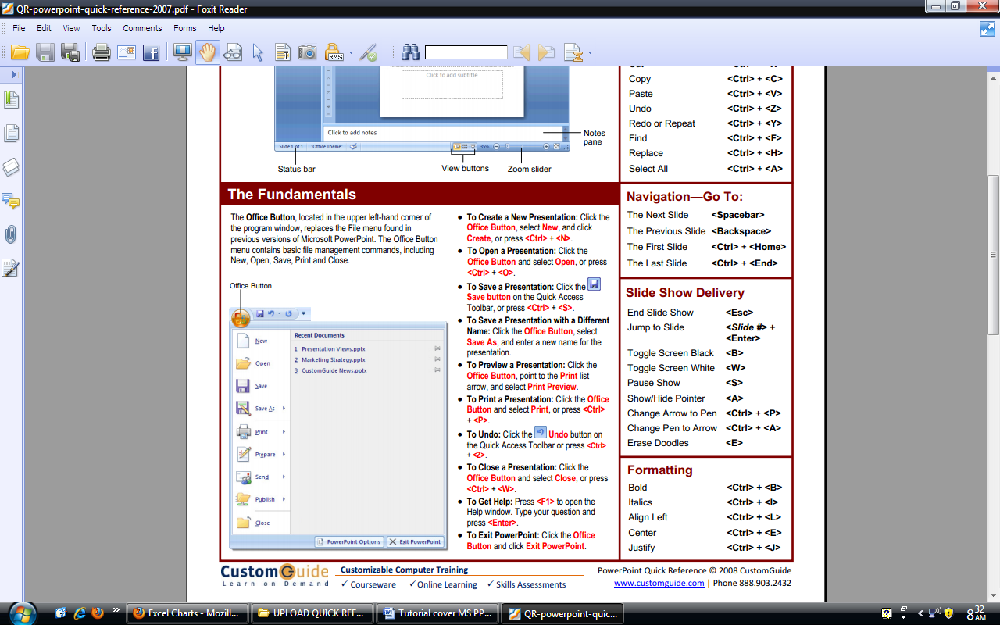 QR-powerpoint-quick-reference-2007.pdf - Foxit Reader
File Edit View Tools Comments Forms Help
RMS
Click to add subtitle
Click to add notes
Slide 1 of 1 "Office Theme" 35%
Notes
pane
Status bar View buttons Zoom slider
Copy <Ctrl> + <C>
Paste <Ctrl> + <V>
Undo <Ctrl> + <Z>
Redo or Repeat <Ctrl> + <Y>
Find <Ctrl> + <F>
Replace <Ctrl> + <H>
Select All <Ctrl> + <A>
The Fundamentals
The Office Button, located in the upper left-hand corner of
the program window, replaces the File menu found in
previous versions of Microsoft PowerPoint. The Office Button
menu contains basic file management commands, including
New, Open, Save, Print and Close.
Office Button
New
Open
Save
Save As
Print
Prepare
Send
Publish
Close
Recent Documents
1 Presentation Views.pptx
2 Marketing Strategy.pptx
3 CustomGuide News.pptx
PowerPoint Options Exit PowerPoint
• To Create a New Presentation: Click the
Office Button, select New, and click
Create, or press <Ctrl> + <N>.
• To Open a Presentation: Click the
Office Button and select Open, or press
<Ctrl> + <O>.
• To Save a Presentation: Click the
Save button on the Quick Access
Toolbar, or press <Ctrl> + <S>.
• To Save a Presentation with a Different
Name: Click the Office Button, select
Save As, and enter a new name for the
presentation.
• To Preview a Presentation: Click the
Office Button, point to the Print list
arrow, and select Print Preview.
• To Print a Presentation: Click the Office
Button and select Print, or press <Ctrl>
+ <P>.
• To Undo: Click the Undo button on
the Quick Access Toolbar or press <Ctrl>
+ <Z>.
• To Close a Presentation: Click the
Office Button and select Close, or press
<Ctrl> + <W>.
• To Get Help: Press <F1> to open the
Help window. Type your question and
press <Enter>.
• To Exit PowerPoint: Click the Office
Button and click Exit PowerPoint.
Navigation—Go To:
The Next Slide <Spacebar>
The Previous Slide <Backspace>
The First Slide <Ctrl> + <Home>
The Last Slide <Ctrl> + <End>
Slide Show Delivery
End Slide Show <Esc>
Jump to Slide <Slide #> +
<Enter>
Toggle Screen Black <B>
Toggle Screen White <W>
Pause Show <S>
Show/Hide Pointer <A>
Change Arrow to Pen <Ctrl> + <P>
Change Pen to Arrow <Ctrl> + <A>
Erase Doodles <E>
Formatting
Bold <Ctrl> + <B>
Italics <Ctrl> + <I>
Align Left <Ctrl> + <L>
Center <Ctrl> + <E>
Justify <Ctrl> + <J>
CustomGuide
Learn on Demand
Customizable Computer Training
✓ Courseware ✓ Online Learning ✓ Skills Assessments
PowerPoint Quick Reference © 2008 CustomGuide
www.customguide.com | Phone 888.903.2432
Excel Charts - Mozill... UPLOAD QUICK REF... Tutorial cover MS PP... QR-powerpoint-quic...
8 32 AM